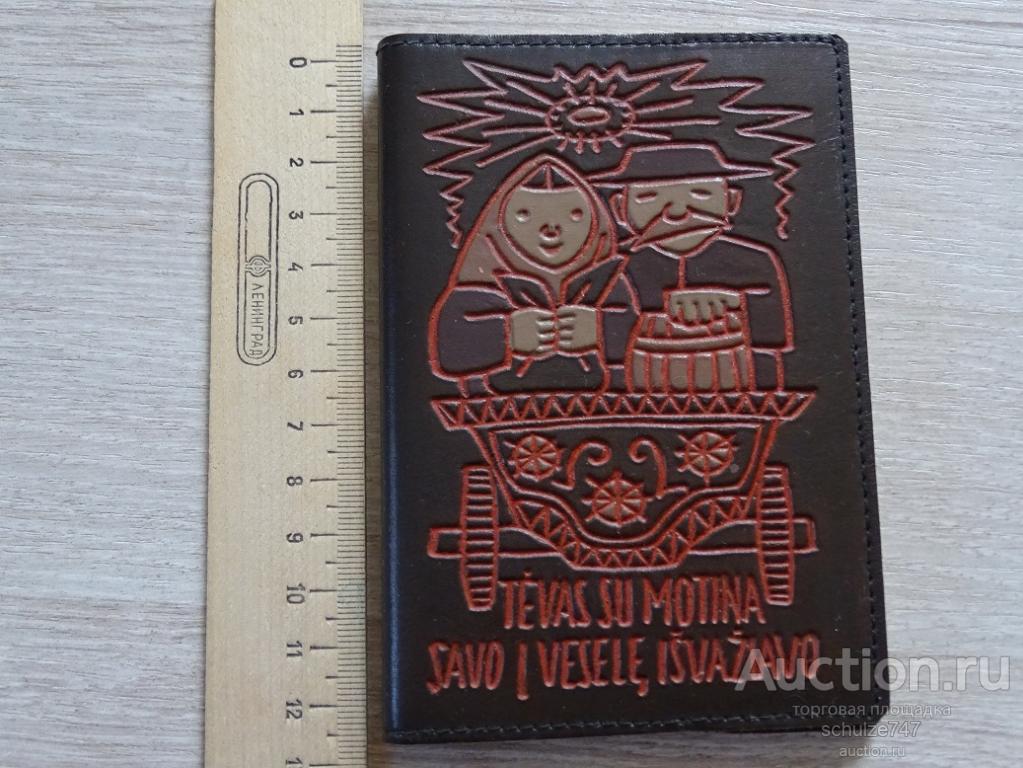 0
1
2
3
4
5
6
7
8
9
10
11
12
ЛЕНИНГРАД
TĖVAS SU MOTINA
SAVO Į VESELĘ IŠVAŽIAVO
Auction.ru
торговая площадка
schulze747
auction.ru